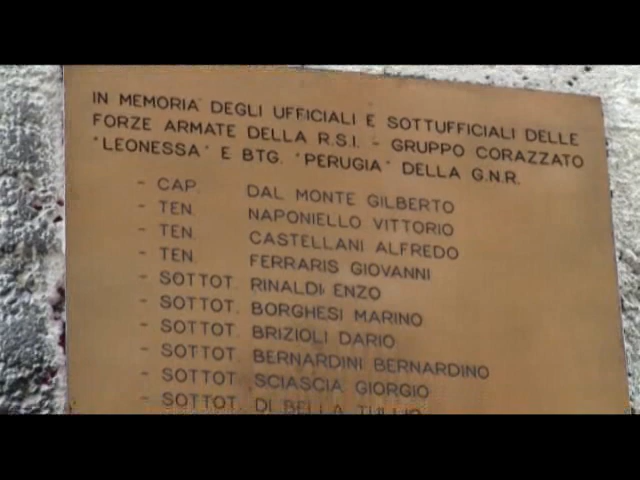 IN MEMORIA DEGLI UFFICIALI E SOTTUFFICIALI DELLE
FORZE ARMATE DELLA R.S.I. - GRUPPO CORAZZATO
"LEONESSA" E BTG. "PERUGIA" DELLA G.N.R.
- CAP. DAL MONTE GILBERTO
- TEN. NAPONIELLO VITTORIO
- TEN. CASTELLANI ALFREDO
- TEN. FERRARIS GIOVANNI
- SOTTOT. RINALDI ENZO
- SOTTOT. BORGHESI MARINO
- SOTTOT. BRIZIOLI DARIO
- SOTTOT. BERNARDINI BERNARDINO
- SOTTOT. SCIASCIA GIORGIO
- SOTTOT. DI BELLA TULLIO